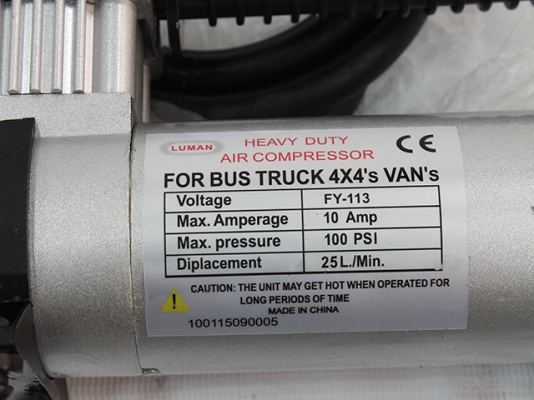 LUMAN
HEAVY DUTY
AIR COMPRESSOR
CE
FOR BUS TRUCK 4X4's VAN's
Voltage FY-113
Max. Amperage 10 Amp
Max. pressure 100 PSI
Diplacement 25L./Min.
CAUTION: THE UNIT MAY GET HOT WHEN OPERATED FOR
LONG PERIODS OF TIME
MADE IN CHINA
100115090005